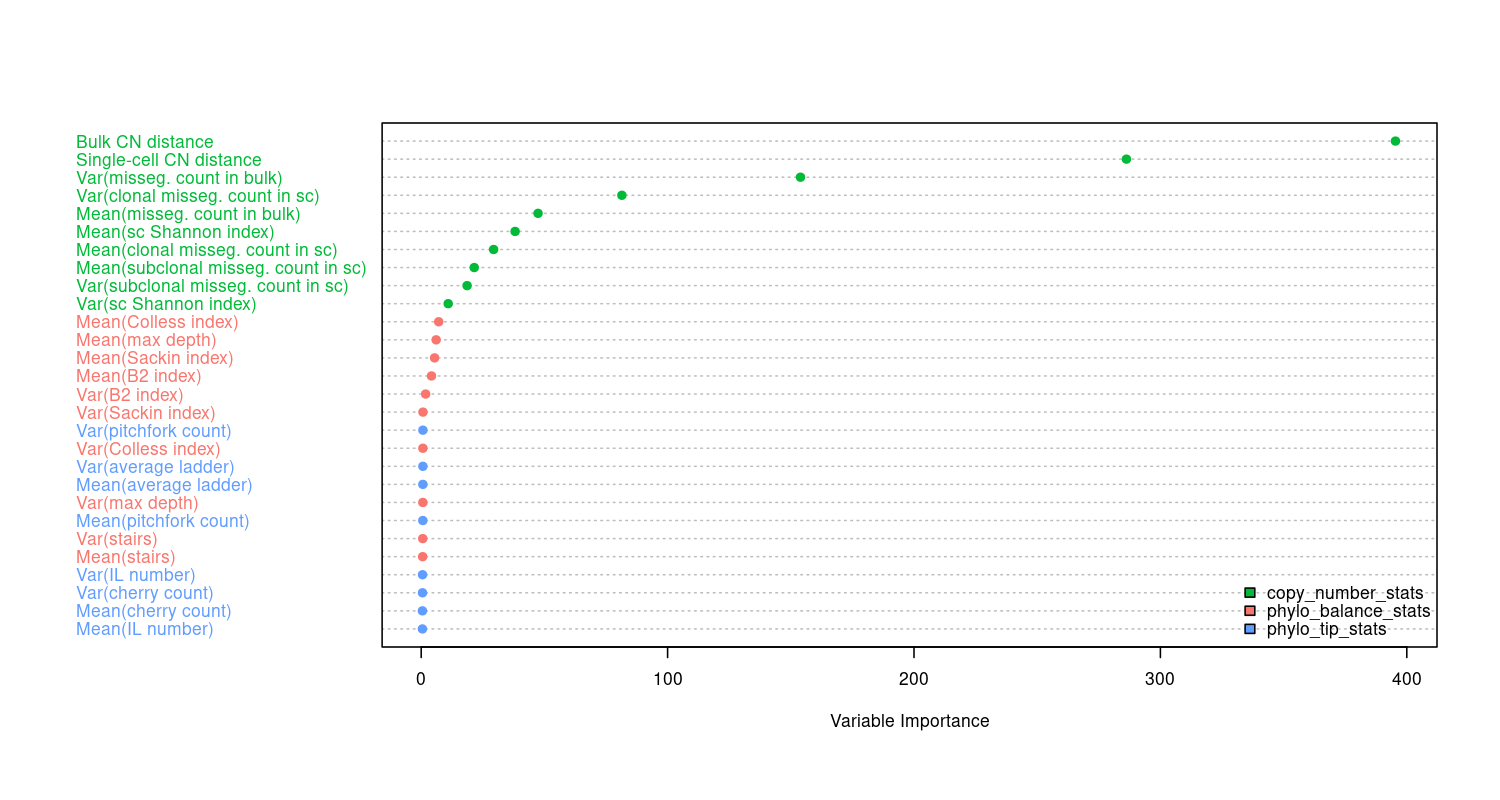 Bulk CN distance
Single-cell CN distance
Var(misseg. count in bulk)
Var(clonal misseg. count in sc)
Mean(misseg. count in bulk)
Mean(sc Shannon index)
Mean(clonal misseg. count in sc)
Mean(subclonal misseg. count in sc)
Var(subclonal misseg. count in sc)
Var(sc Shannon index)
Mean(Colless index)
Mean(max depth)
Mean(Sackin index)
Mean(B2 index)
Var(B2 index)
Var(Sackin index)
Var(pitchfork count)
Var(Colless index)
Var(average ladder)
Mean(average ladder)
Var(max depth)
Mean(pitchfork count)
Var(stairs)
Mean(stairs)
Var(IL number)
Var(cherry count)
Mean(cherry count)
Mean(IL number)
copy_number_stats
phylo_balance_stats
phylo_tip_stats
0 100 200 300 400
Variable Importance